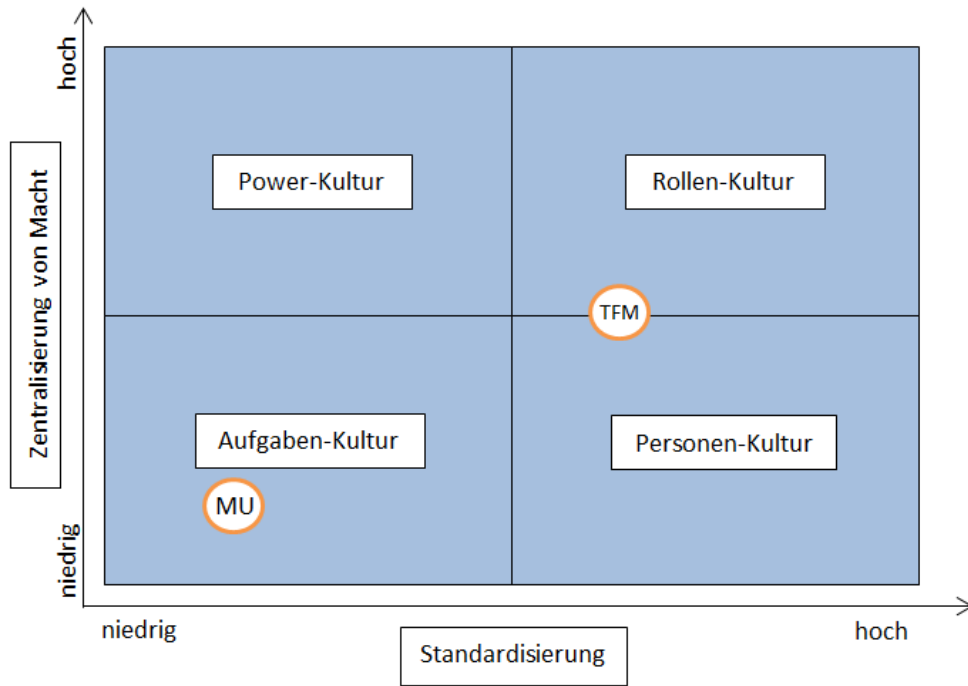 hoch
Zentralisierung von Macht
niedrig
Power-Kultur
Rollen-Kultur
TFM
Aufgaben-Kultur
Personen-Kultur
MU
niedrig
hoch
Standardisierung